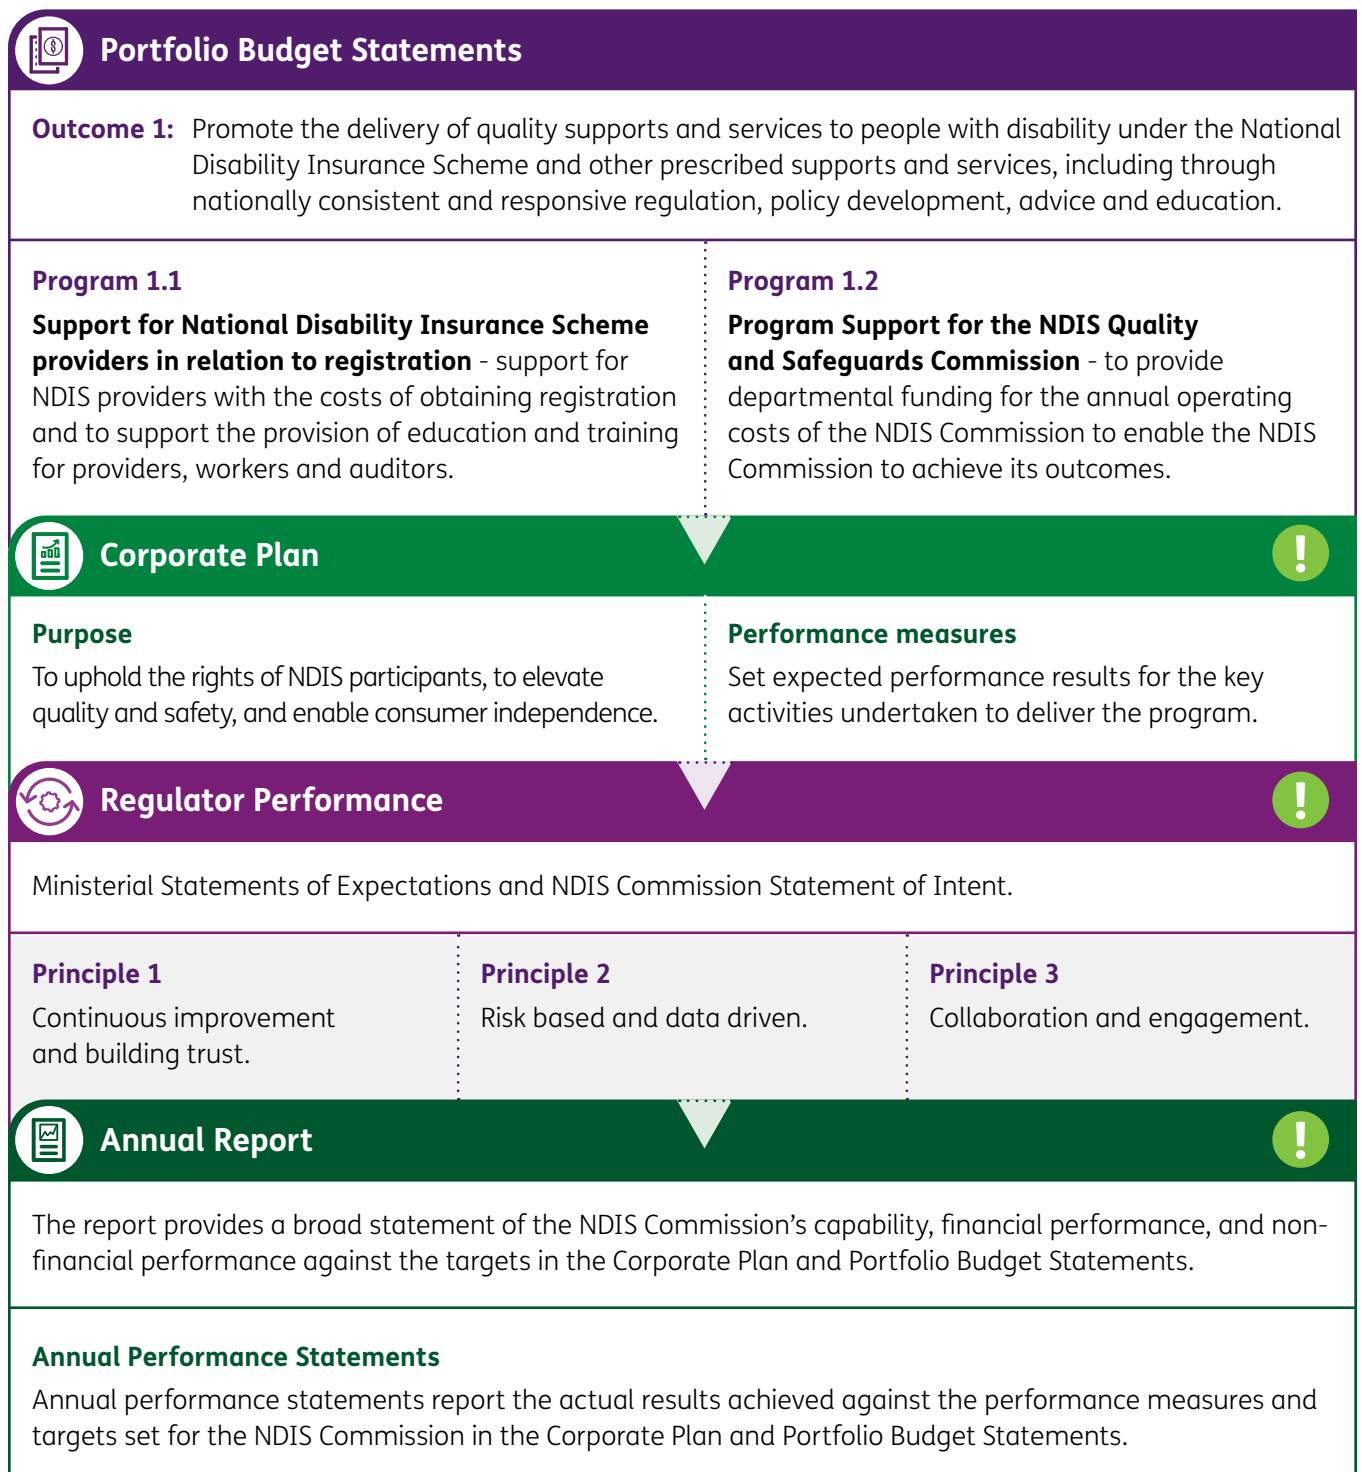 Portfolio Budget Statements
Outcome 1: Promote the delivery of quality supports and services to people with disability under the National
Disability Insurance Scheme and other prescribed supports and services, including through
nationally consistent and responsive regulation, policy development, advice and education.
Program 1.1
Support for National Disability Insurance Scheme
providers in relation to registration - support for
NDIS providers with the costs of obtaining registration
and to support the provision of education and training
for providers, workers and auditors.
Program 1.2
Program Support for the NDIS Quality
and Safeguards Commission - to provide
departmental funding for the annual operating
costs of the NDIS Commission to enable the NDIS
Commission to achieve its outcomes.
Corporate Plan
!
Purpose
To uphold the rights of NDIS participants, to elevate
quality and safety, and enable consumer independence.
Performance measures
Set expected performance results for the key
activities undertaken to deliver the program.
Regulator Performance
!
Ministerial Statements of Expectations and NDIS Commission Statement of Intent.
Principle 1
Continuous improvement
and building trust.
Principle 2
Risk based and data driven.
Principle 3
Collaboration and engagement.
Annual Report
!
The report provides a broad statement of the NDIS Commission’s capability, financial performance, and non-
financial performance against the targets in the Corporate Plan and Portfolio Budget Statements.
Annual Performance Statements
Annual performance statements report the actual results achieved against the performance measures and
targets set for the NDIS Commission in the Corporate Plan and Portfolio Budget Statements.